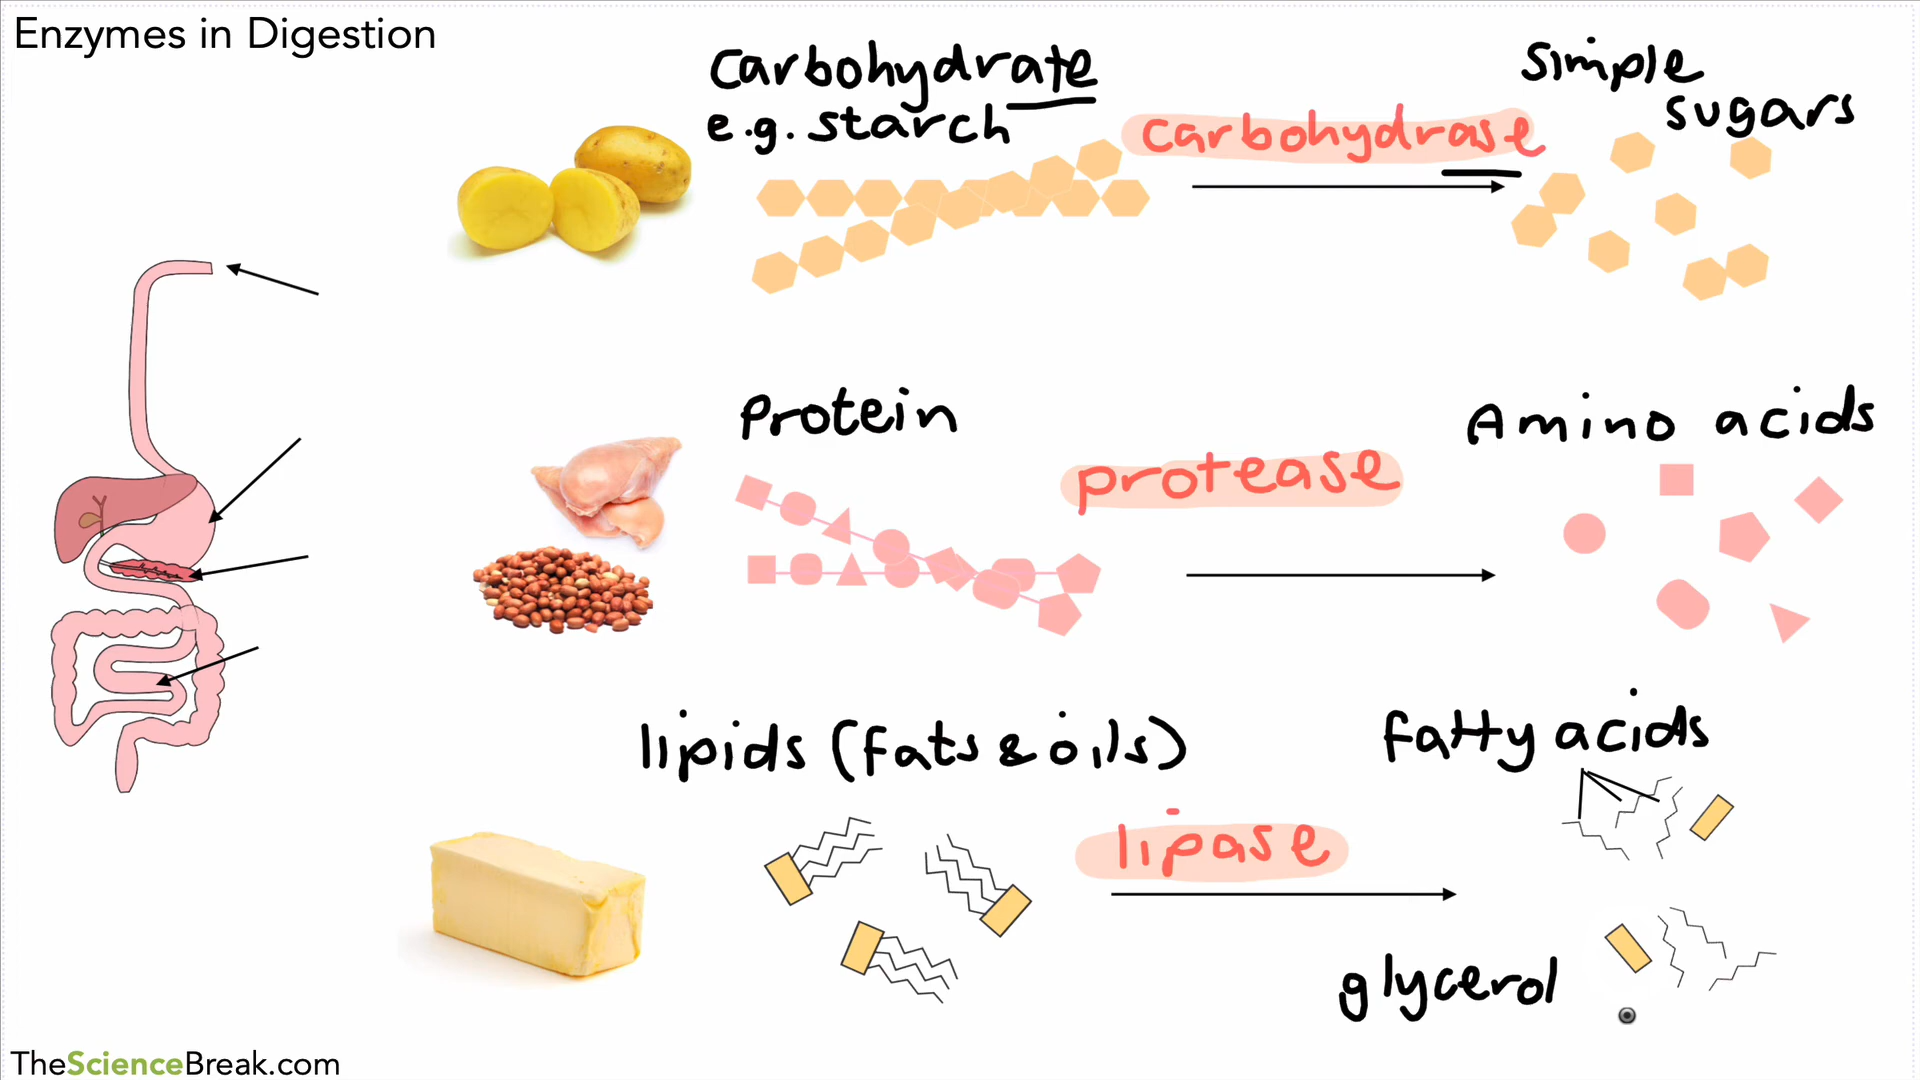 Enzymes in Digestion
Carbohydrate
e.g. starch
carbohydrase
Simple
sugars
Protein
protease
Amino acids
lipids (fats & oils)
lipase
fatty acids
glycerol
TheScienceBreak.com